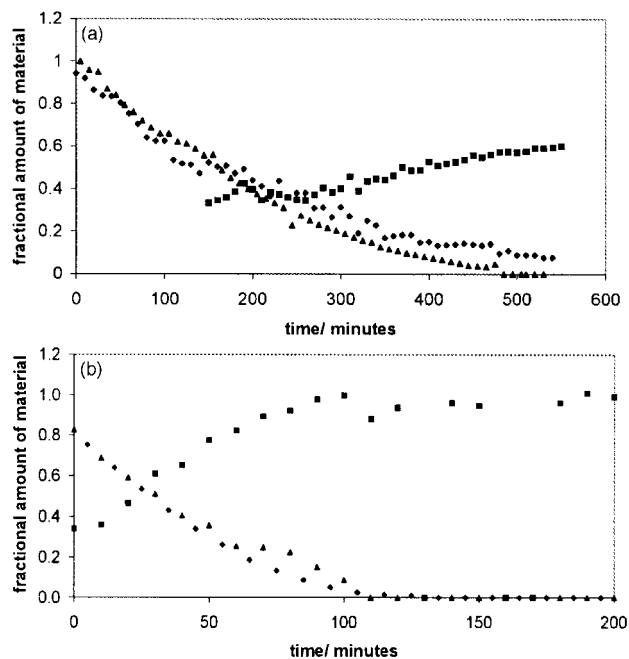 (a)
1.2
1
0.8
0.6
0.4
0.2
0
fractional amount of material
0 100 200 300 400 500 600
time/ minutes
(b)
1.2
1.0
0.8
0.6
0.4
0.2
0.0
fractional amount of material
0 50 100 150 200
time/ minutes